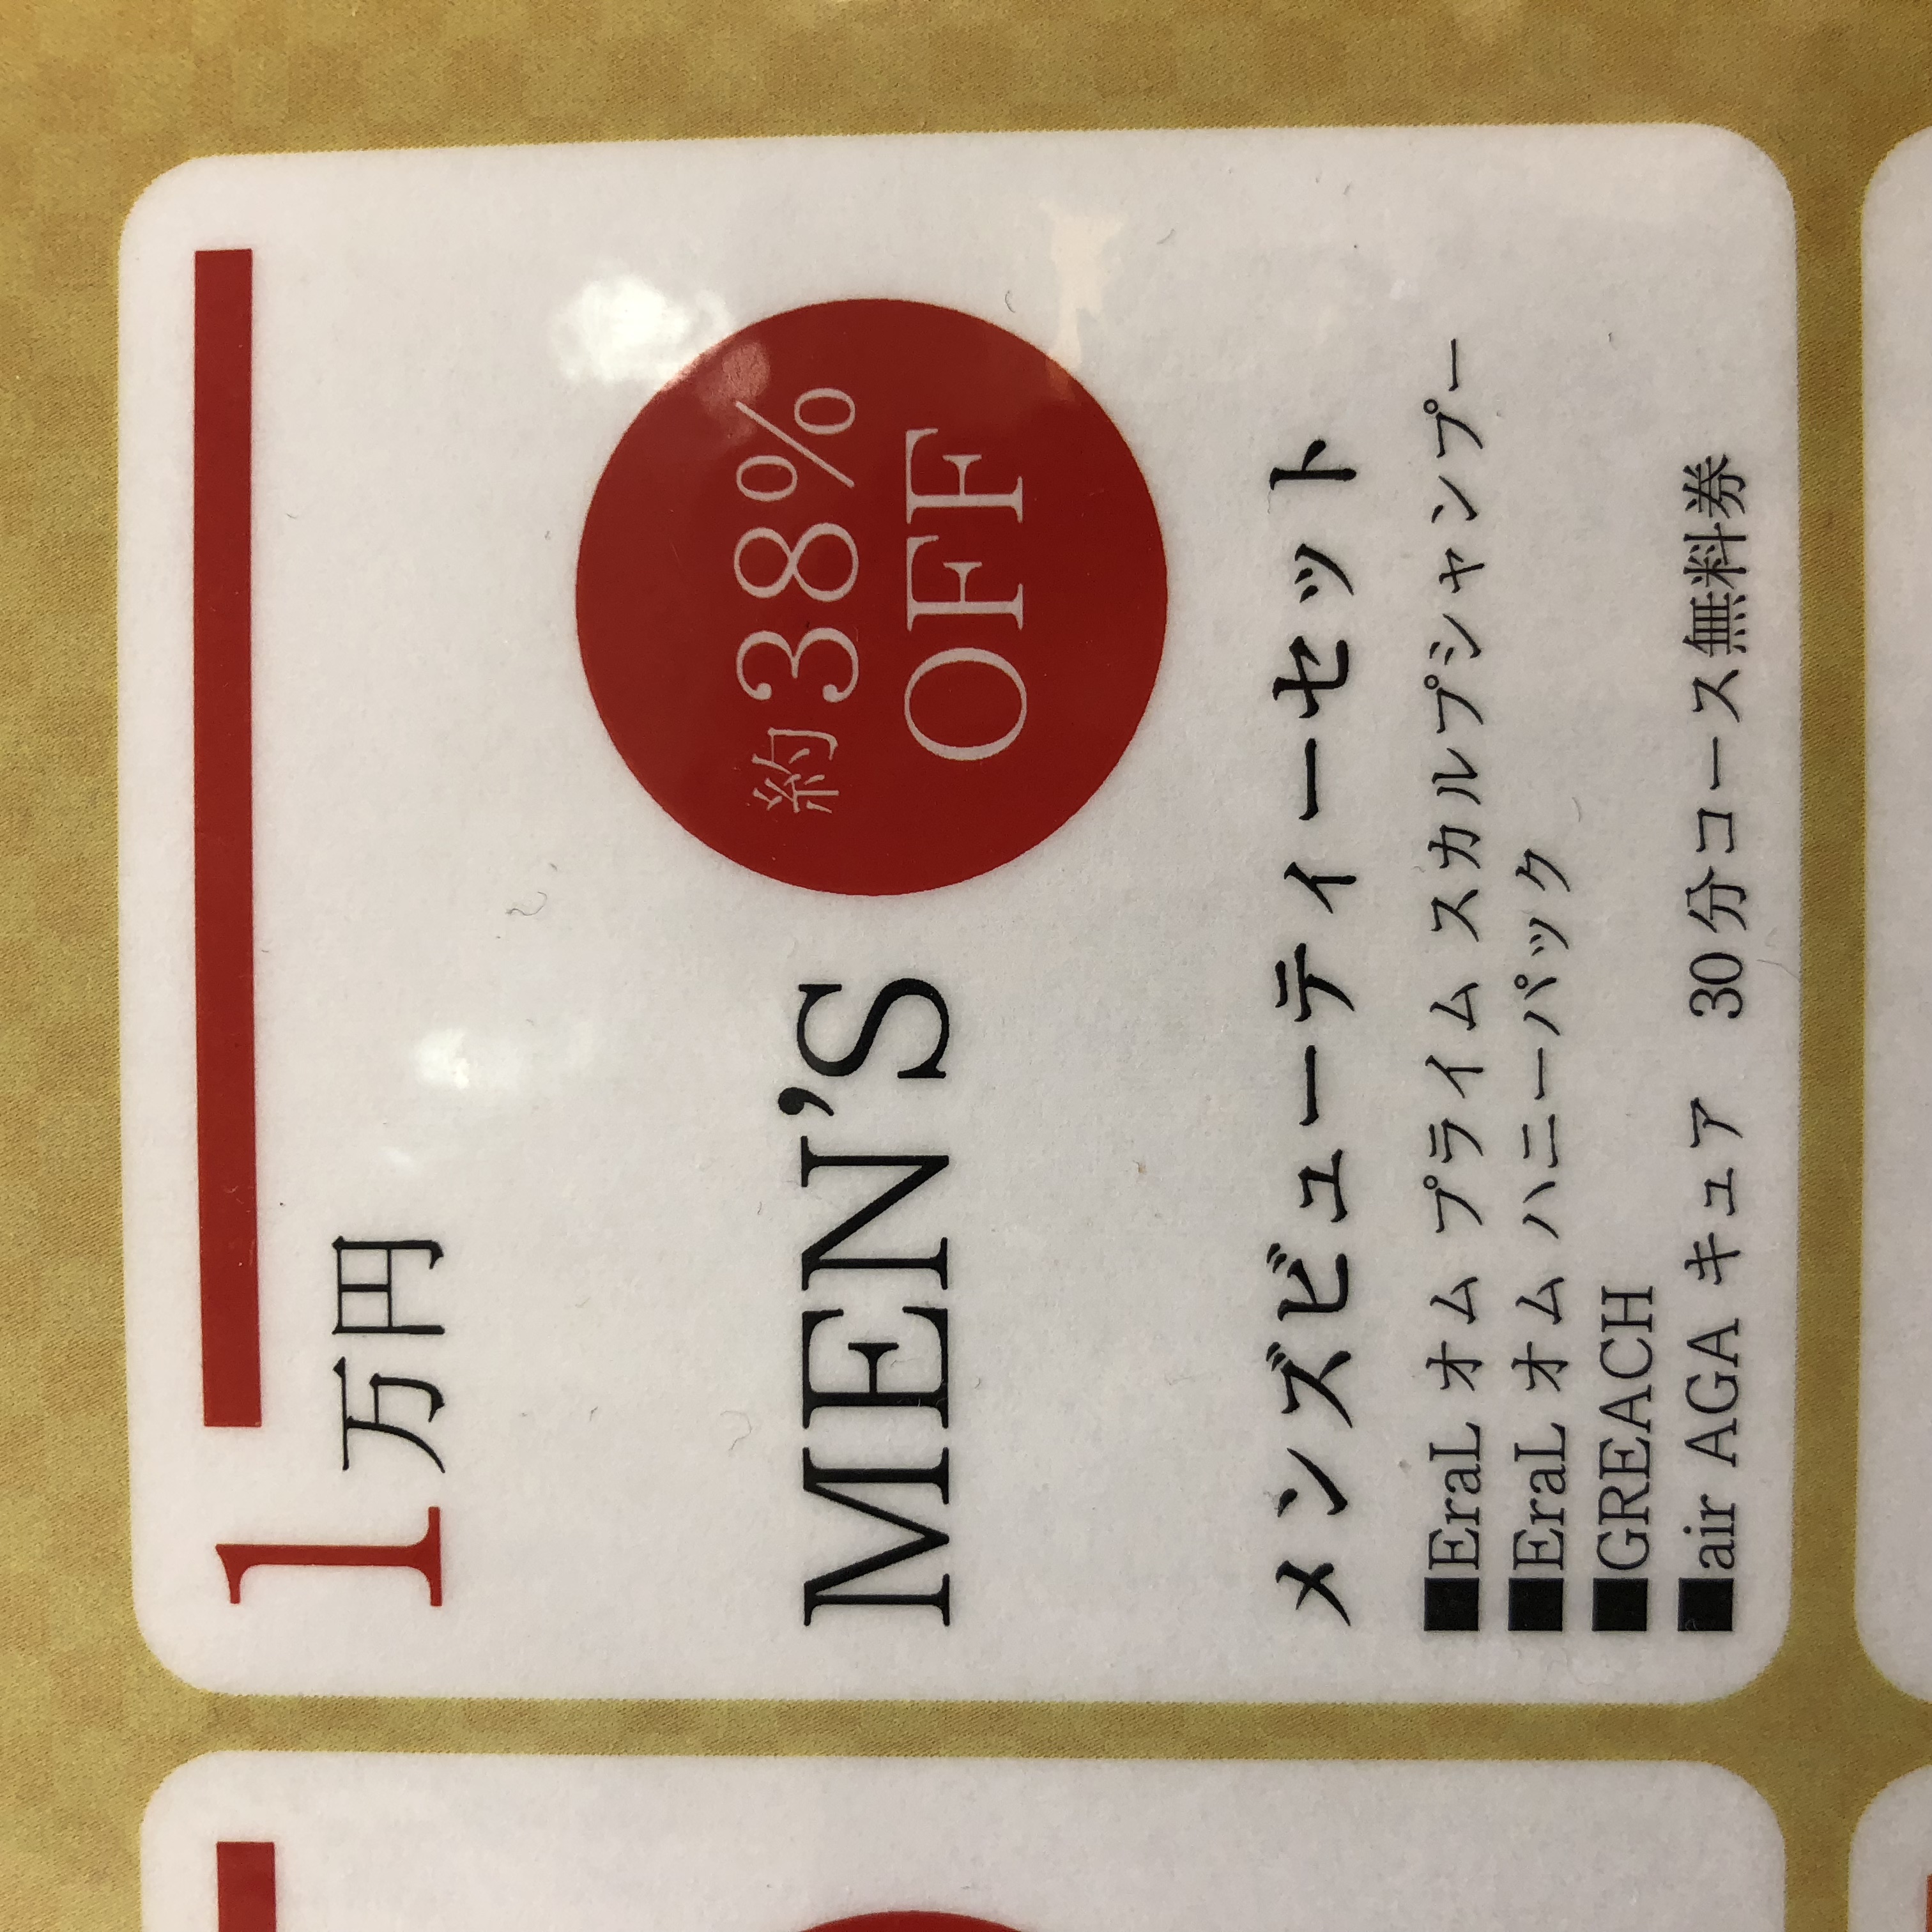 1万円
MEN'S
約38%
OFF
メンズビューティーセット
■EraL オム プライム スカルプシャンプー
■EraL オム ハニーパック
■GREACH
■air AGA キュア　30分コース無料券